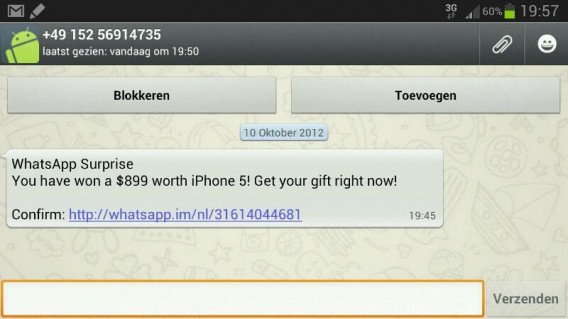 3G 60% 19:57
+49 152 56914735
laatst gezien: vandaag om 19:50
Blokkeren Toevoegen
10 Oktober 2012
WhatsApp Surprise
You have won a $899 worth iPhone 5! Get your gift right now!
Confirm: http://whatsapp.im/nl/31614044681 19:45
Verzenden